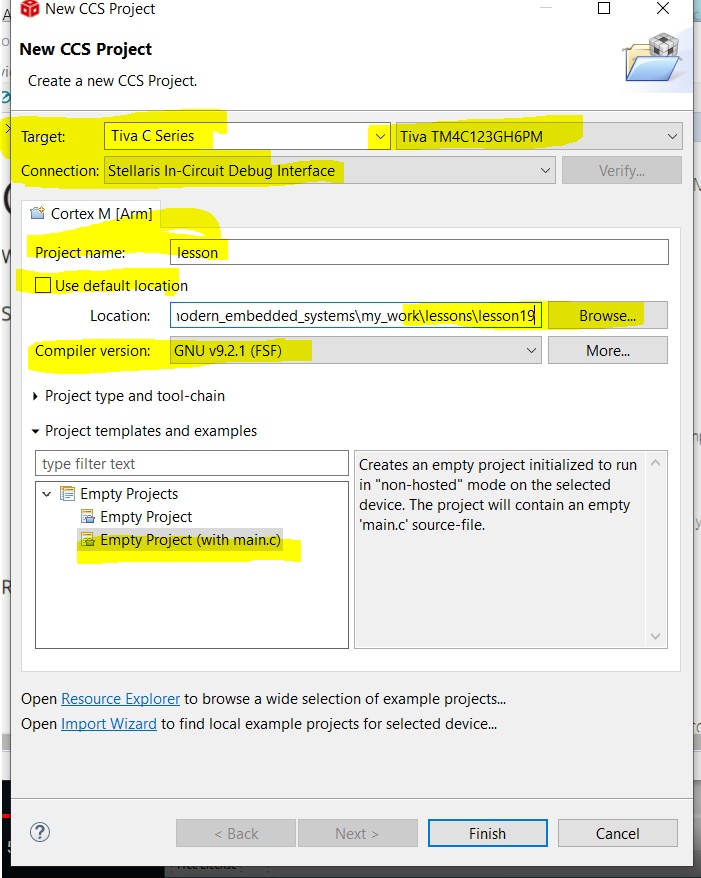 New CCS Project
New CCS Project
Create a new CCS Project.
Target: Tiva C Series Tiva TM4C123GH6PM
Connection: Stellaris In-Circuit Debug Interface Verify...
Cortex M [Arm]
Project name: lesson
Use default location
Location: odern_embedded_systems\my_work\lessons\lesson19 Browse...
Compiler version: GNU v9.2.1 (FSF) More...
Project type and tool-chain
Project templates and examples
type filter text
Empty Projects
Empty Project
Empty Project (with main.c)
Creates an empty project initialized to run
in "non-hosted" mode on the selected
device. The project will contain an empty
'main.c' source-file.
Open Resource Explorer to browse a wide selection of example projects...
Open Import Wizard to find local example projects for selected device...
? < Back Next > Finish Cancel